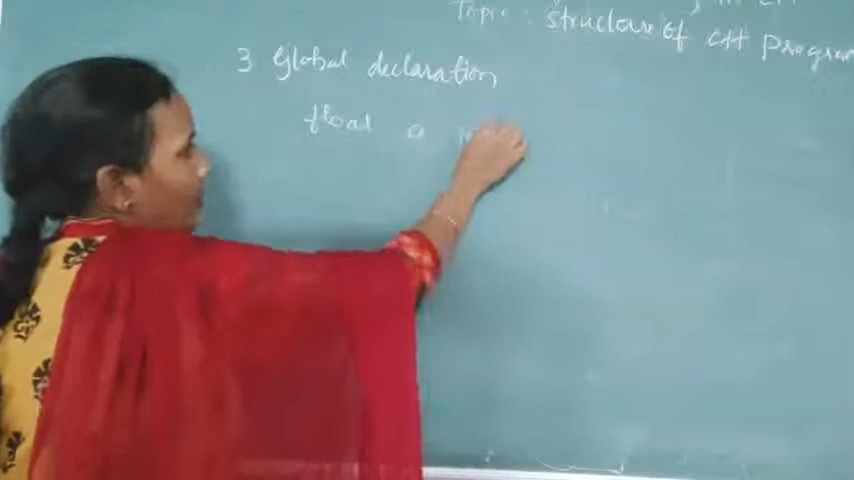 Topic : structure of C++ Program
3 Global declaration
float a